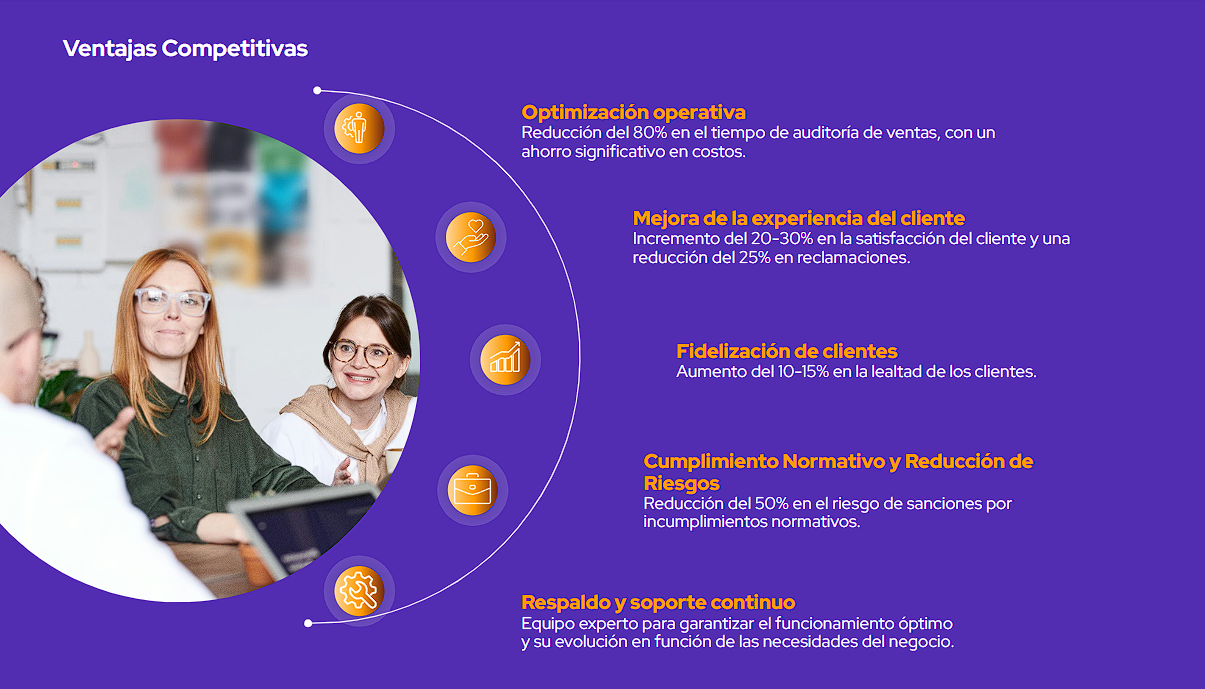 Ventajas Competitivas
Optimización operativa
Reducción del 80% en el tiempo de auditoría de ventas, con un
ahorro significativo en costos.
Mejora de la experiencia del cliente
Incremento del 20-30% en la satisfacción del cliente y una
reducción del 25% en reclamaciones.
Fidelización de clientes
Aumento del 10-15% en la lealtad de los clientes.
Cumplimiento Normativo y Reducción de
Riesgos
Reducción del 50% en el riesgo de sanciones por
incumplimientos normativos.
Respaldo y soporte continuo
Equipo experto para garantizar el funcionamiento óptimo
y su evolución en función de las necesidades del negocio.